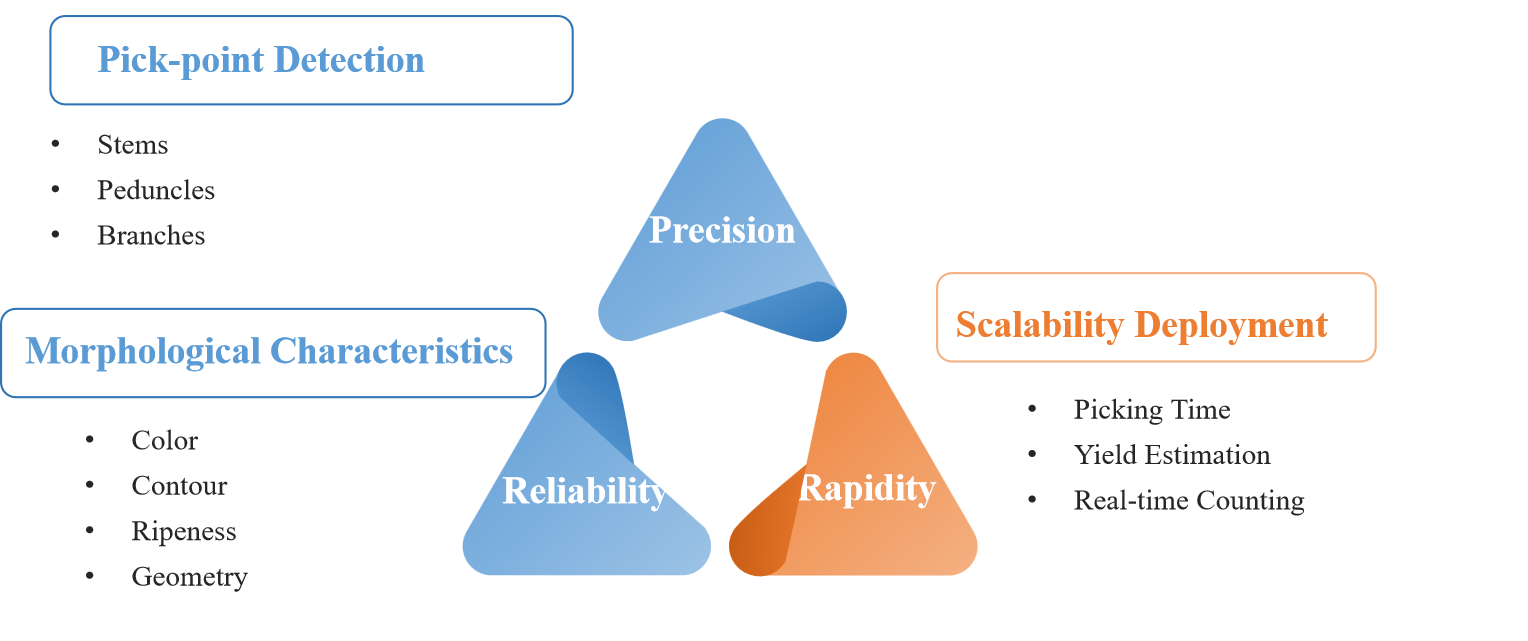 Pick-point Detection
• Stems
• Peduncles
• Branches
Precision
Morphological Characteristics
• Color
• Contour
• Ripeness
• Geometry
Reliability
Rapidity
Scalability Deployment
• Picking Time
• Yield Estimation
• Real-time Counting